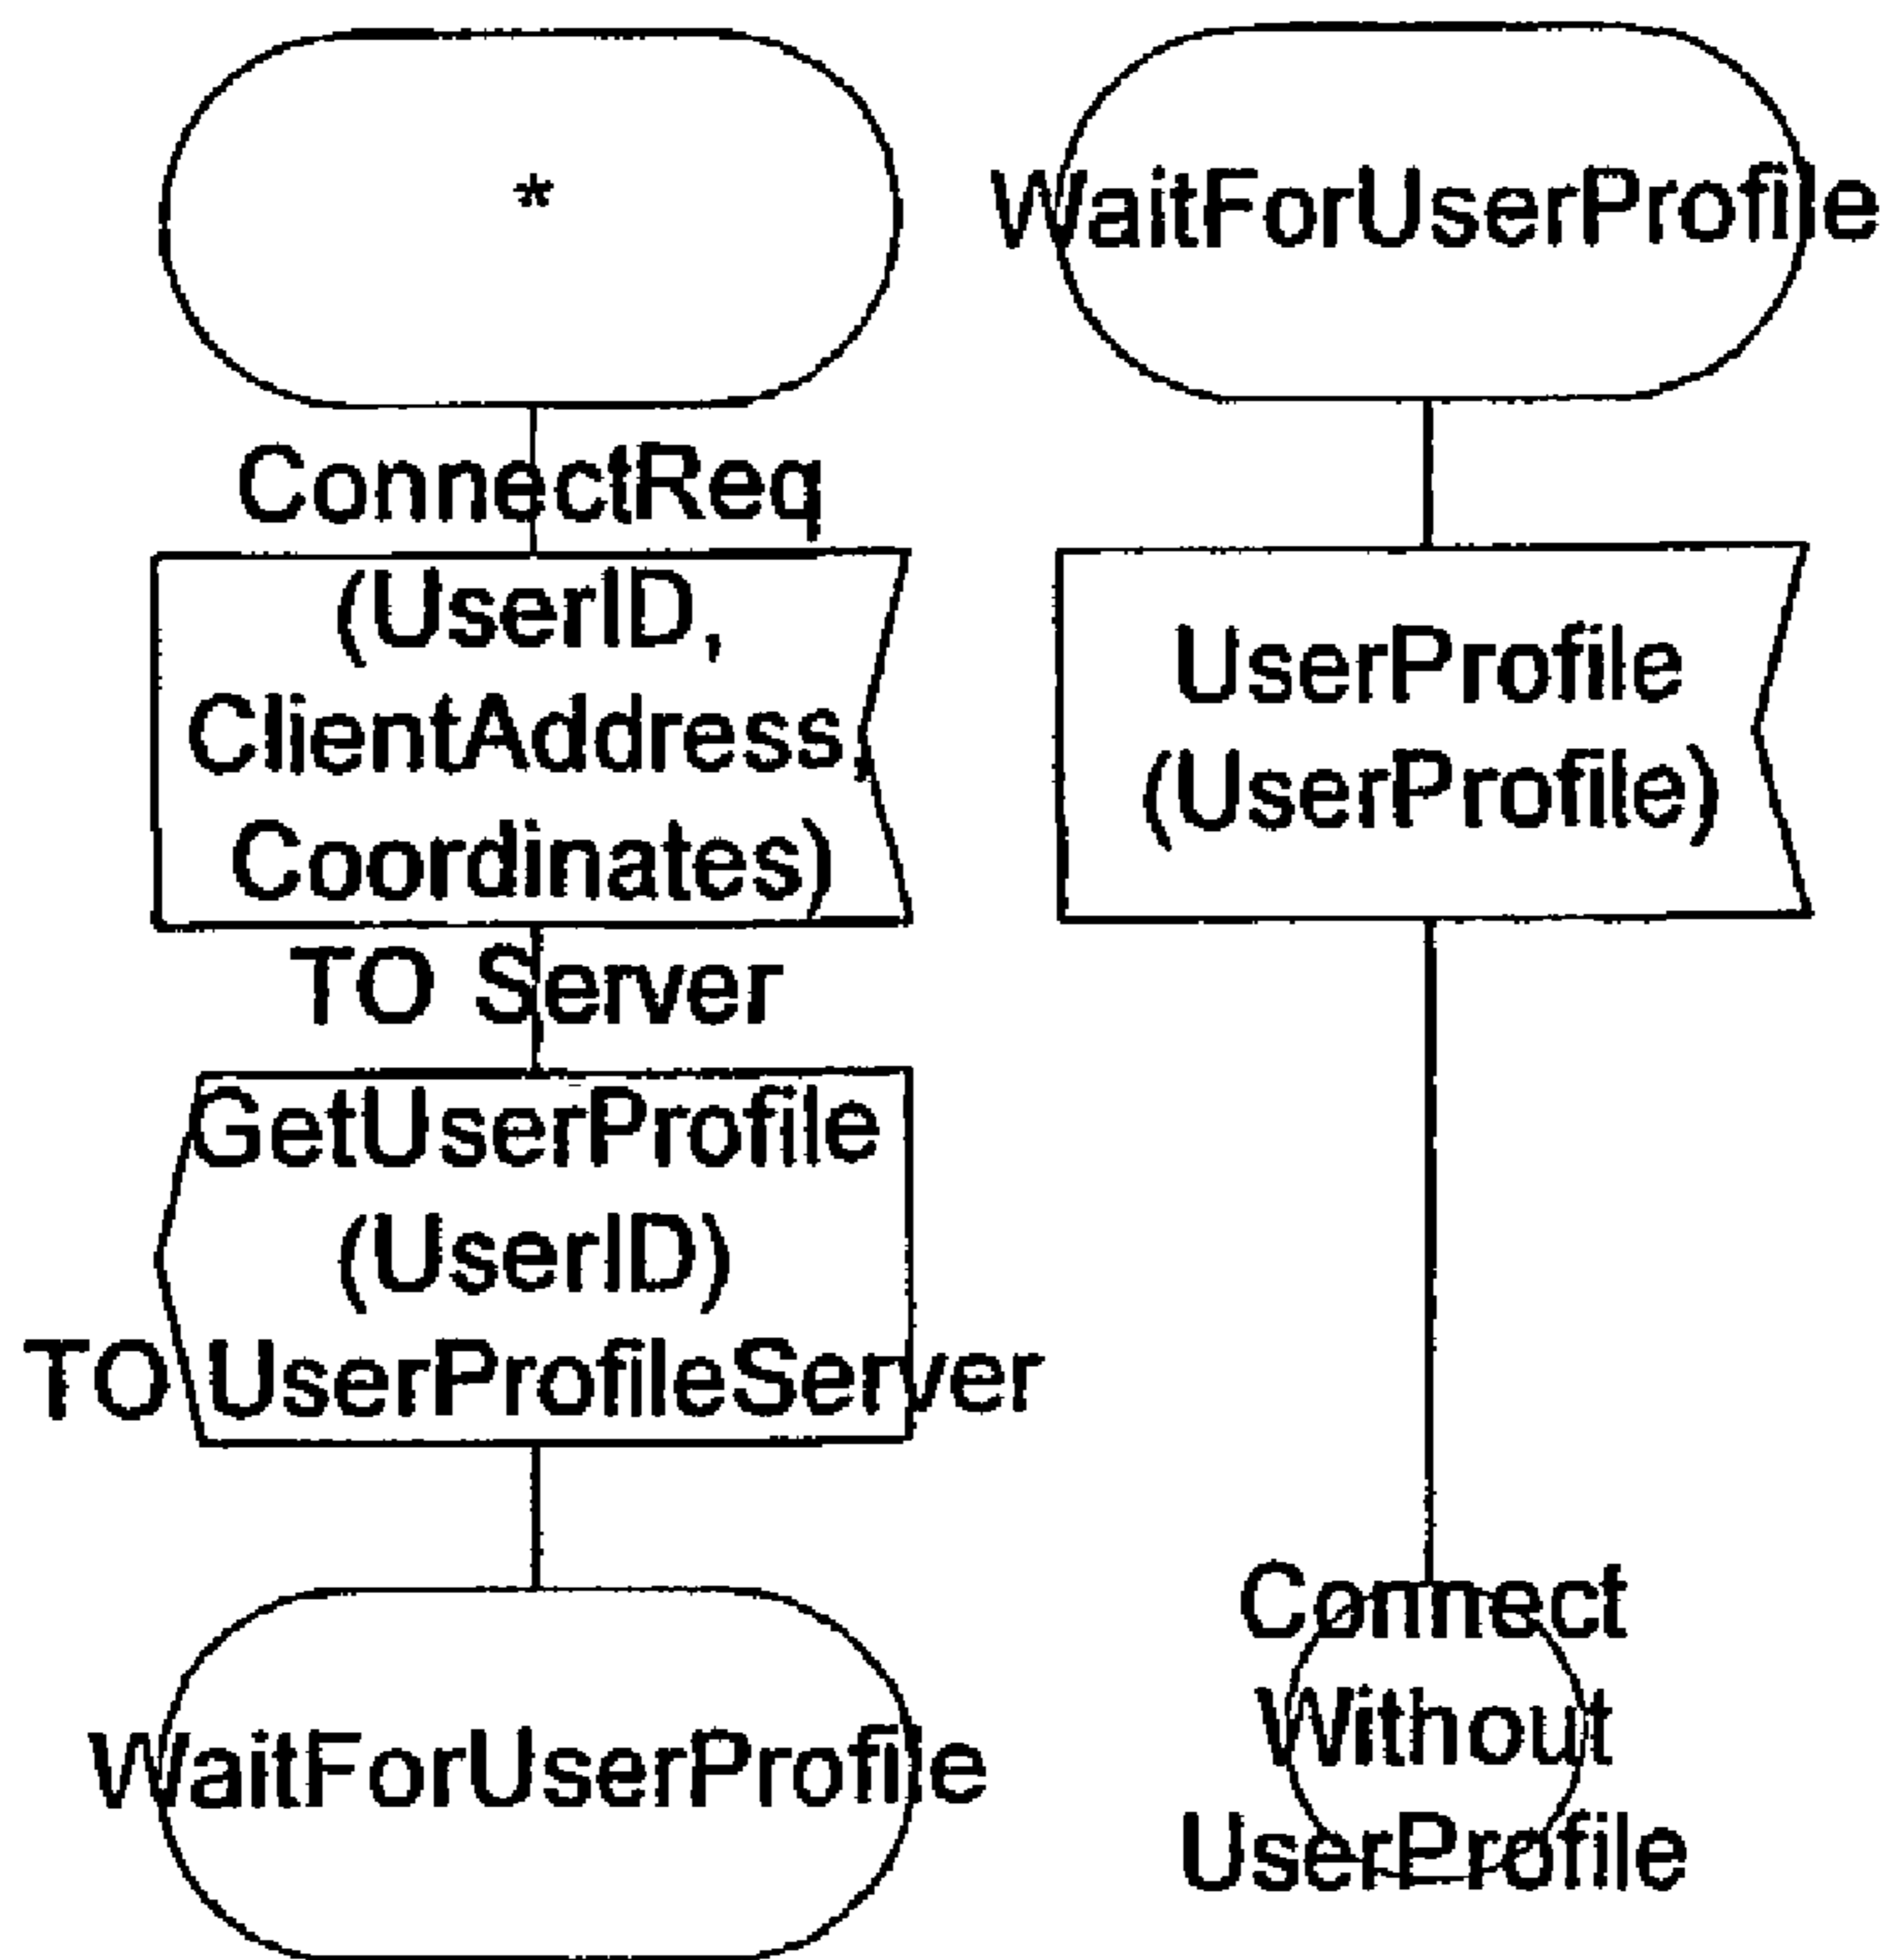 *
ConnectReq
(UserID,
ClientAddress,
Coordinates)
TO Server
GetUserProfile
(UserID)
TO UserProfileServer
WaitForUserProfile
WaitForUserProfile
UserProfile
(UserProfile)
Connect
Without
UserProfile